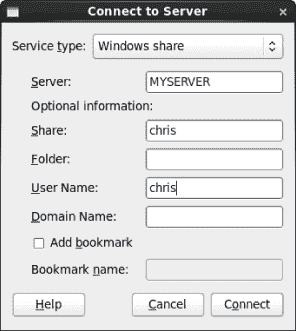 Connect to Server
Service type: Windows share
Server: MYSERVER
Optional information:
Share: chris
Folder:
User Name: chris
Domain Name:
Add bookmark
Bookmark name:
Help Cancel Connect